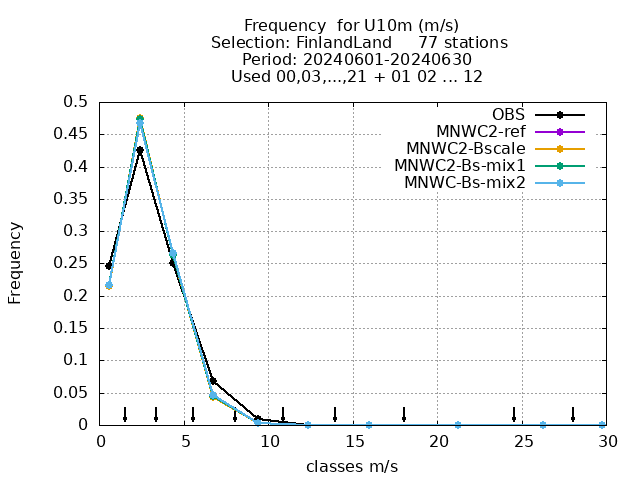 Frequency  for U10m (m/s)
Selection: FinlandLand     77 stations
Period: 20240601-20240630
Used 00,03,...,21 + 01 02 ... 12
OBS
MNWC2-ref
MNWC2-Bscale
MNWC2-Bs-mix1
MNWC-Bs-mix2
Frequency
0.5
0.45
0.4
0.35
0.3
0.25
0.2
0.15
0.1
0.05
0
0 5 10 15 20 25 30
classes m/s